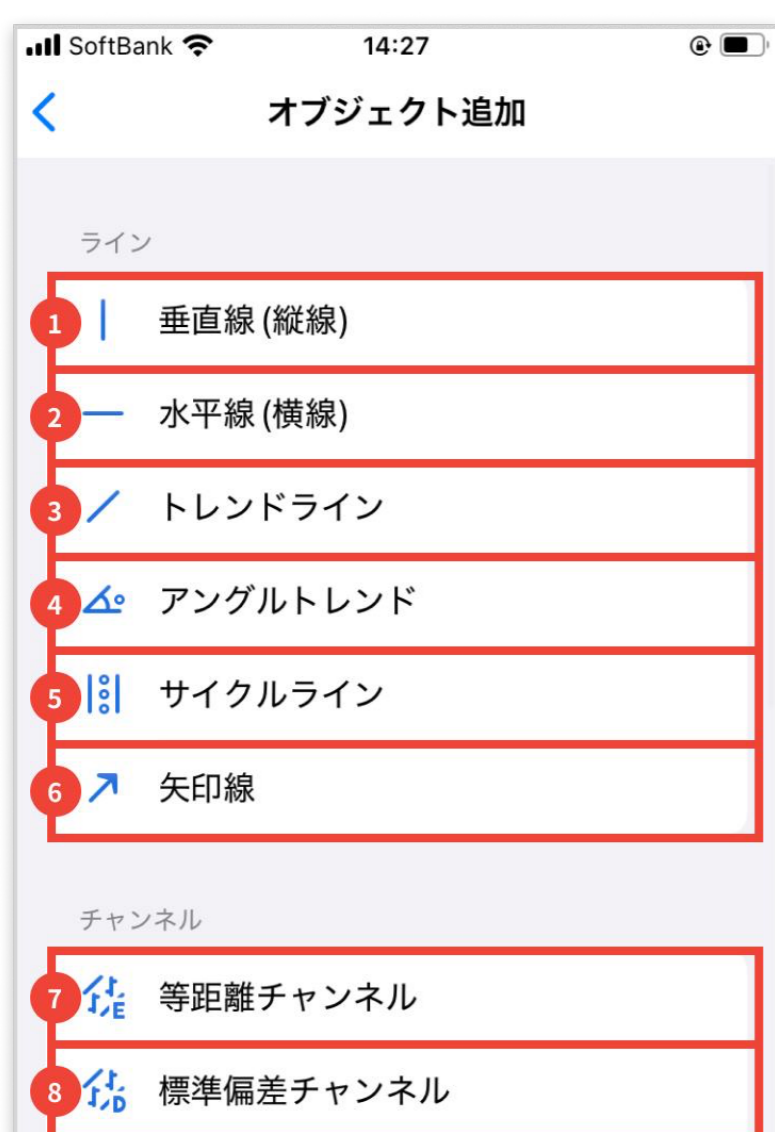 SoftBank 14:27
オブジェクト追加
ライン
1 垂直線 (縦線)
2 水平線 (横線)
3 トレンドライン
4 アングルトレンド
5 サイクルライン
6 矢印線
チャンネル
7 等距離チャンネル
E
8 標準偏差チャンネル
D